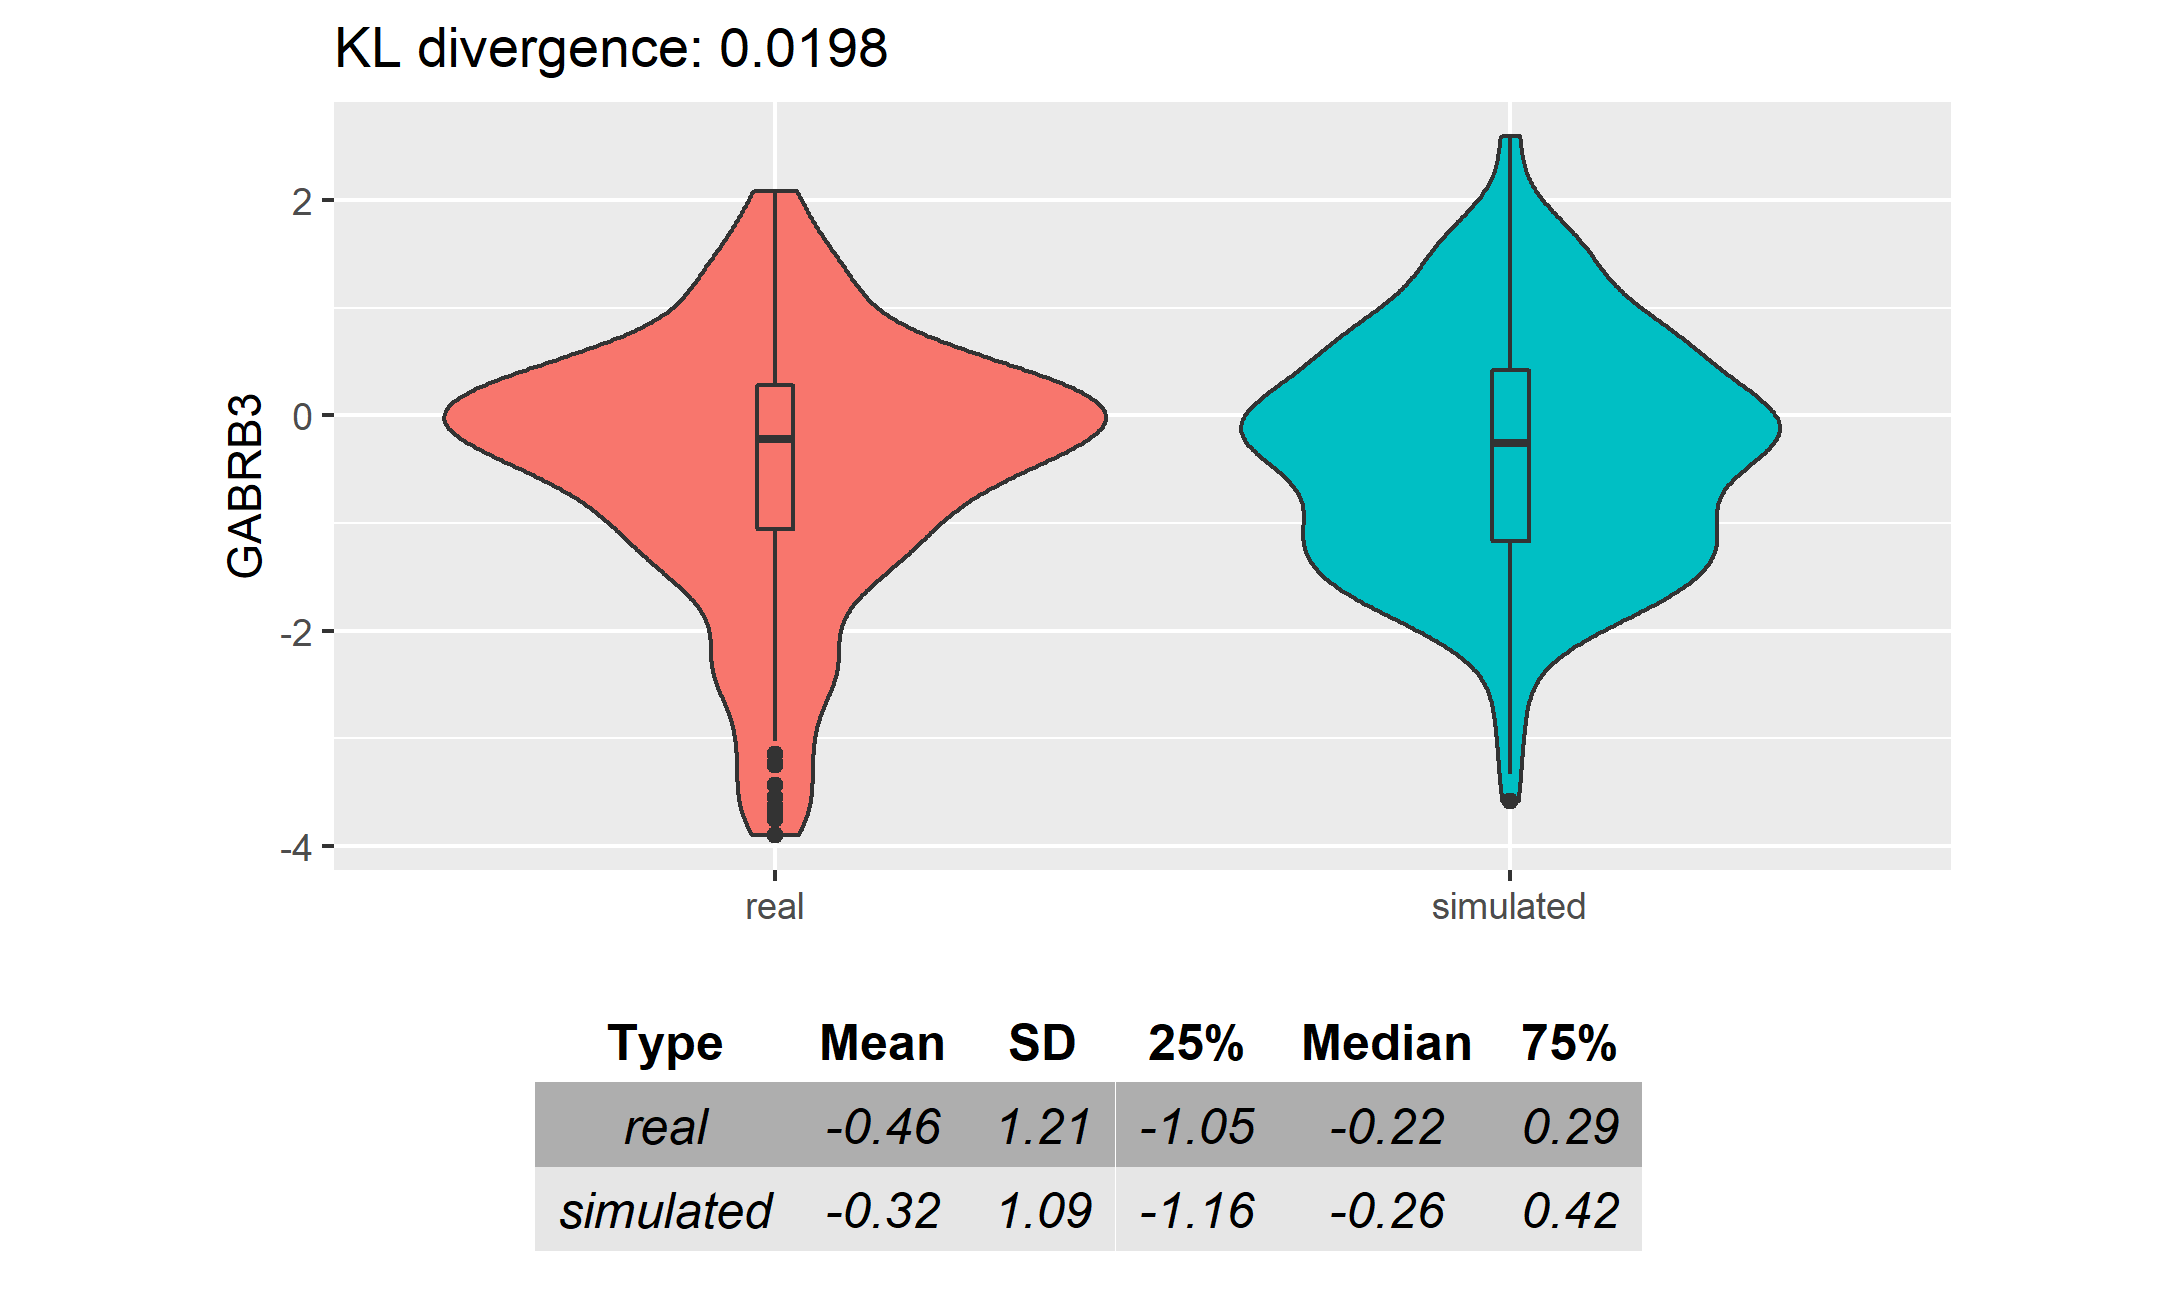 KL divergence: 0.0198
GABRB3
2
0
-2
-4
real simulated
Type Mean SD 25% Median 75%
real -0.46 1.21 -1.05 -0.22 0.29
simulated -0.32 1.09 -1.16 -0.26 0.42